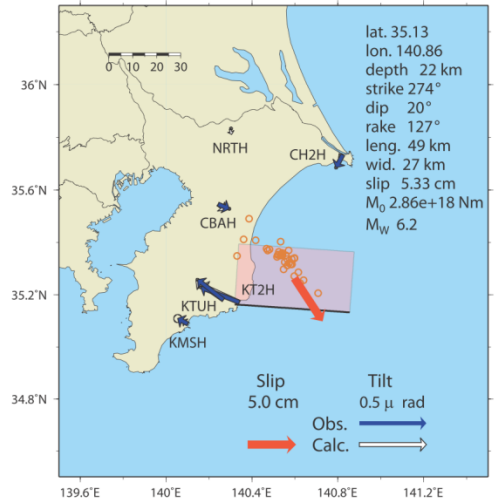 lat. 35.13
lon. 140.86
depth 22 km
strike 274°
dip 20°
rake 127°
leng. 49 km
wid. 27 km
slip 5.33 cm
M₀ 2.86e+18 Nm
Mw 6.2
0 10 20 30
36°
NRTH
CH2H
35.6°N
CBAH
35.2°N
KT2H
KTUH
KMSH
34.8°N
Slip Tilt
5.0 cm 0.5 μ rad
Obs.
Calc.
139.6°E 140°E 140.4°E 140.8°E 141.2°E